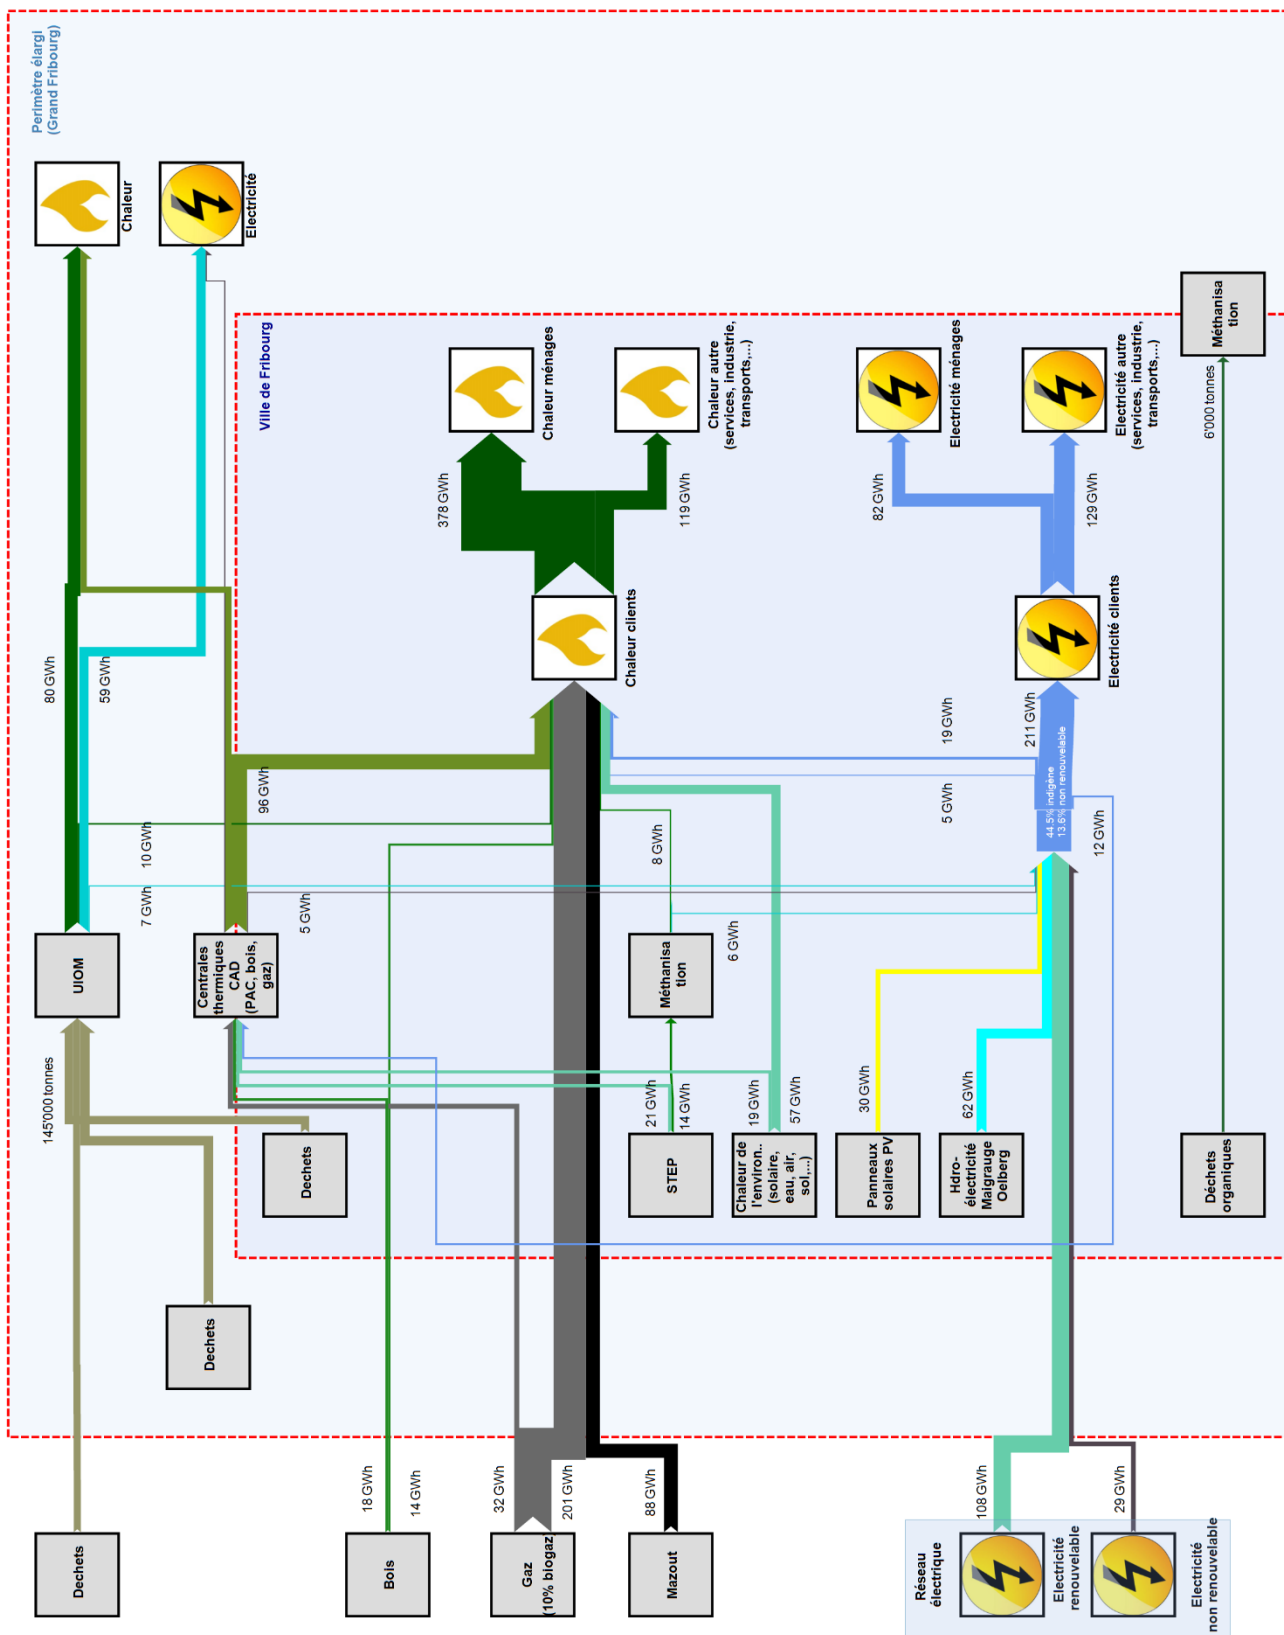 Perimètre élargi
(Grand Fribourg)
Chaleur
Electricité
Ville de Fribourg
Chaleur ménages
Chaleur autre
(services, industrie,
transports,...)
Electricité ménages
Electricité autre
(services, industrie,
transports,...)
Méthanisa
tion
6'000 tonnes
378 GWh
119 GWh
82 GWh
129 GWh
Chaleur clients
Electricité clients
80 GWh
59 GWh
96 GWh
10 GWh
7 GWh
5 GWh
8 GWh
6 GWh
19 GWh
5 GWh
211 GWh
44.5% indigène
13.6% non renouvelable
12 GWh
UIOM
Centrales
thermiques
CAD
(PAC, bois,
gaz)
Méthanisa
tion
145'000 tonnes
21 GWh
14 GWh
19 GWh
57 GWh
30 GWh
62 GWh
Dechets
STEP
Chaleur de
l'environ..
(solaire,
eau, air,
sol,...)
Panneaux
solaires PV
Hdro-
électricité
Maigrauge
Oelberg
Déchets
organiques
Dechets
18 GWh
14 GWh
32 GWh
201 GWh
88 GWh
108 GWh
29 GWh
Dechets
Bois
Gaz
(10% biogaz)
Mazout
Réseau
électrique
Electricité
renouvelable
Electricité
non renouvelable